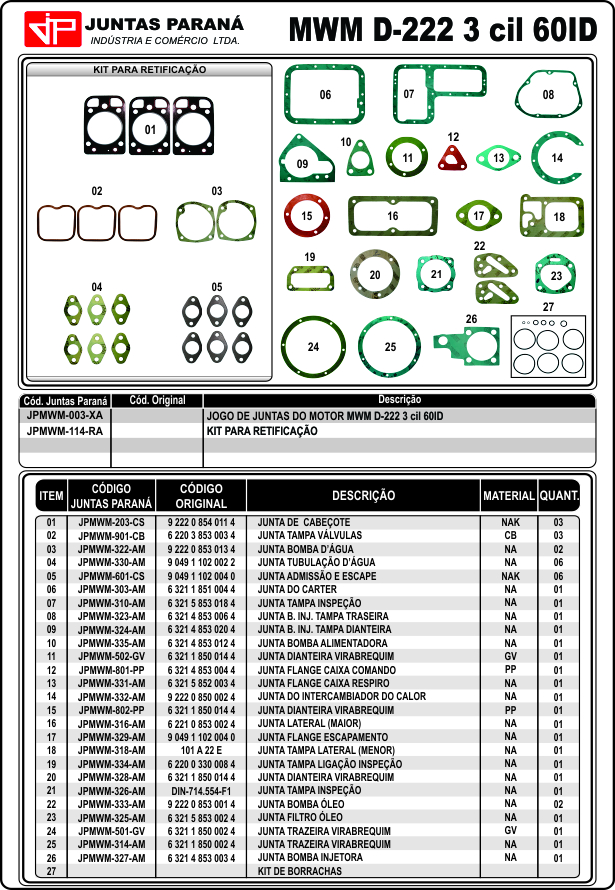 JP JUNTAS PARANÁ
INDÚSTRIA E COMÉRCIO LTDA.
MWM D-222 3 cil 60ID
KIT PARA RETIFICAÇÃO
01
02 03
04 05
06 07 08
09 10 11 12 13 14
15 16 17 18
19 20 21 22 23
24 25 26 27
Cód. Juntas Paraná Cód. Original Descrição
JPMWM-003-XA JOGO DE JUNTAS DO MOTOR MWM D-222 3 cil 60ID
JPMWM-114-RA KIT PARA RETIFICAÇÃO
ITEM CÓDIGO JUNTAS PARANÁ CÓDIGO ORIGINAL DESCRIÇÃO MATERIAL QUANT.
01 JPMWM-203-CS 9 222 0 854 011 4 JUNTA DE CABEÇOTE NAK 03
02 JPMWM-901-CB 6 220 3 853 003 4 JUNTA TAMPA VÁLVULAS CB 03
03 JPMWM-322-AM 9 222 0 853 013 4 JUNTA BOMBA D'ÁGUA NA 02
04 JPMWM-330-AM 9 049 1 102 002 2 JUNTA TUBULAÇÃO D'ÁGUA NA 06
05 JPMWM-601-CS 9 049 1 102 004 0 JUNTA ADMISSÃO E ESCAPE NAK 06
06 JPMWM-303-AM 6 321 1 851 004 4 JUNTA DO CARTER NA 01
07 JPMWM-310-AM 6 321 5 853 018 4 JUNTA TAMPA INSPEÇÃO NA 01
08 JPMWM-323-AM 6 321 4 853 006 4 JUNTA B. INJ. TAMPA TRASEIRA NA 01
09 JPMWM-324-AM 6 321 4 853 020 4 JUNTA B. INJ. TAMPA DIANTEIRA NA 01
10 JPMWM-335-AM 6 321 4 853 012 4 JUNTA BOMBA ALIMENTADORA NA 01
11 JPMWM-502-GV 6 321 1 850 014 4 JUNTA DIANTEIRA VIRABREQUIM GV 01
12 JPMWM-801-PP 6 321 4 853 004 4 JUNTA FLANGE CAIXA COMANDO PP 01
13 JPMWM-331-AM 6 321 5 852 003 4 JUNTA FLANGE CAIXA RESPIRO NA 01
14 JPMWM-332-AM 9 222 0 850 002 4 JUNTA DO INTERCAMBIADOR DO CALOR NA 01
15 JPMWM-802-PP 6 321 1 850 014 4 JUNTA DIANTEIRA VIRABREQUIM PP 01
16 JPMWM-316-AM 6 221 0 853 002 4 JUNTA LATERAL (MAIOR) NA 01
17 JPMWM-329-AM 9 049 1 102 004 0 JUNTA FLANGE ESCAPAMENTO NA 01
18 JPMWM-318-AM 101 A 22 E JUNTA TAMPA LATERAL (MENOR) NA 01
19 JPMWM-334-AM 6 220 0 330 008 4 JUNTA TAMPA LIGAÇÃO INSPEÇÃO NA 01
20 JPMWM-328-AM 6 321 1 850 014 4 JUNTA DIANTEIRA VIRABREQUIM NA 01
21 JPMWM-326-AM DIN-714.554-F1 JUNTA TAMPA INSPEÇÃO NA 01
22 JPMWM-333-AM 9 222 0 853 001 4 JUNTA BOMBA ÓLEO NA 02
23 JPMWM-325-AM 6 321 5 853 002 4 JUNTA FILTRO ÓLEO NA 01
24 JPMWM-501-GV 6 321 1 850 002 4 JUNTA TRAZEIRA VIRABREQUIM GV 01
25 JPMWM-314-AM 6 321 1 850 002 4 JUNTA TRAZEIRA VIRABREQUIM NA 01
26 JPMWM-327-AM 6 321 4 853 003 4 JUNTA BOMBA INJETORA NA 01
27 KIT DE BORRACHAS